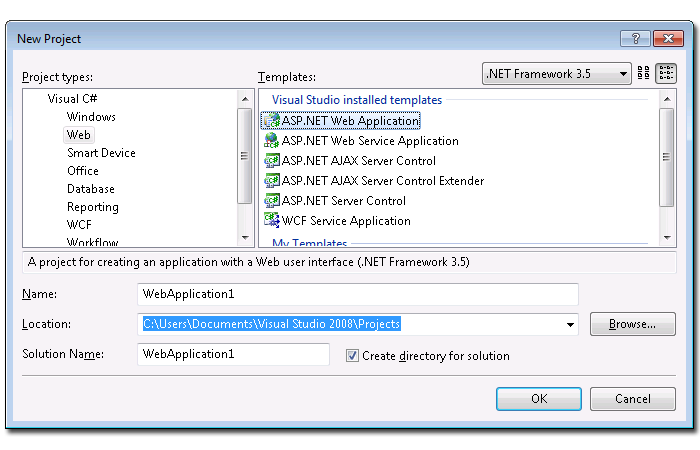 New Project
Project types:
Templates:
.NET Framework 3.5
Visual C#
Windows
Web
Smart Device
Office
Database
Reporting
WCF
Workflow
Visual Studio installed templates
ASP.NET Web Application
ASP.NET Web Service Application
ASP.NET AJAX Server Control
ASP.NET AJAX Server Control Extender
ASP.NET Server Control
WCF Service Application
My Templates
A project for creating an application with a Web user interface (.NET Framework 3.5)
Name:
WebApplication1
Location:
C:\Users\Documents\Visual Studio 2008\Projects
Browse...
Solution Name:
WebApplication1
Create directory for solution
OK
Cancel